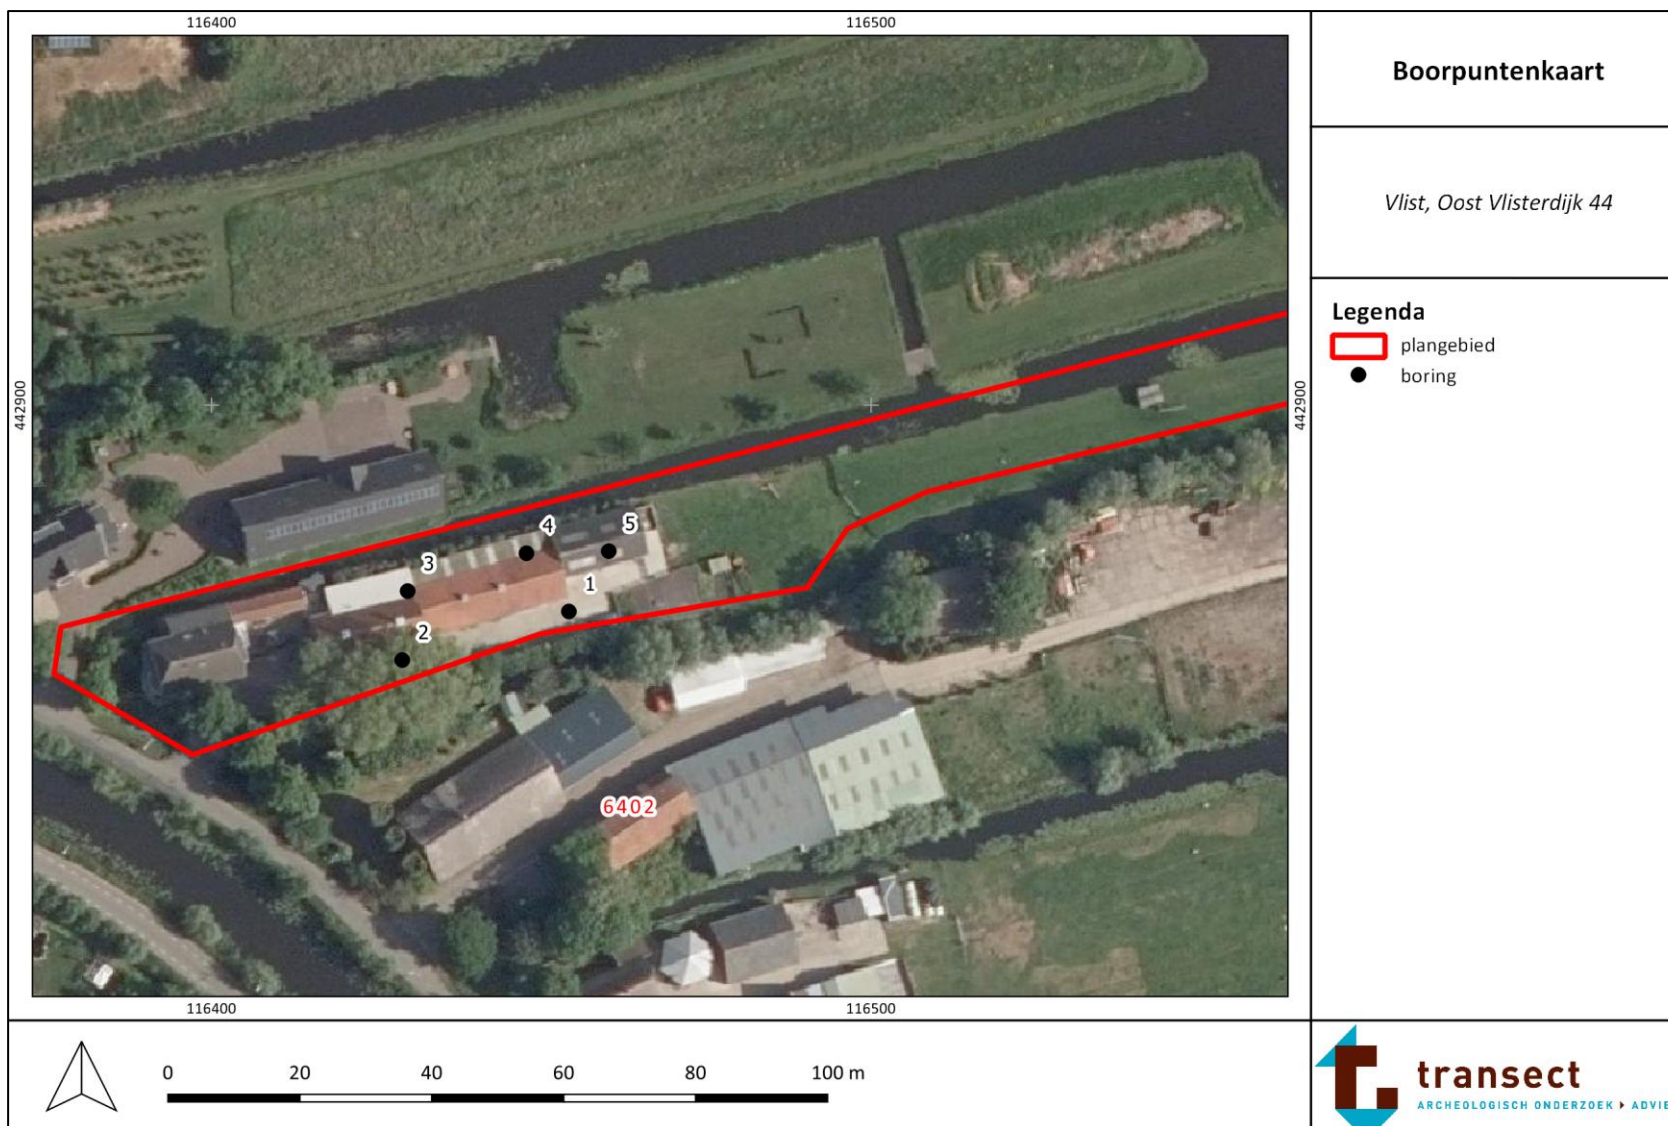 116400
116500
Boorpuntenkaart
Vlist, Oost Vlisterdijk 44
Legenda
plangebied
boring
442900
442900
4
5
3
1
2
6402
116400
116500
0 20 40 60 80 100 m
transect
ARCHEOLOGISCH ONDERZOEK ADVIE